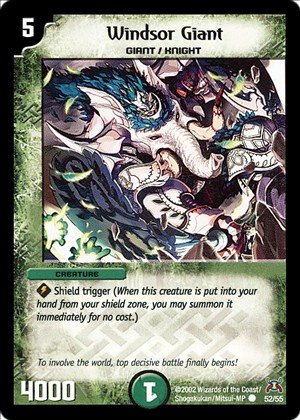 5
Windsor Giant
GIANT / KNIGHT
CREATURE
Shield trigger (When this creature is put into your hand from your shield zone, you may summon it immediately for no cost.)
To involve the world, top decisive battle finally begins!
4000
1
©2002 Wizards of the Coast/
Shogakukan/Mitsui-MP
52/55